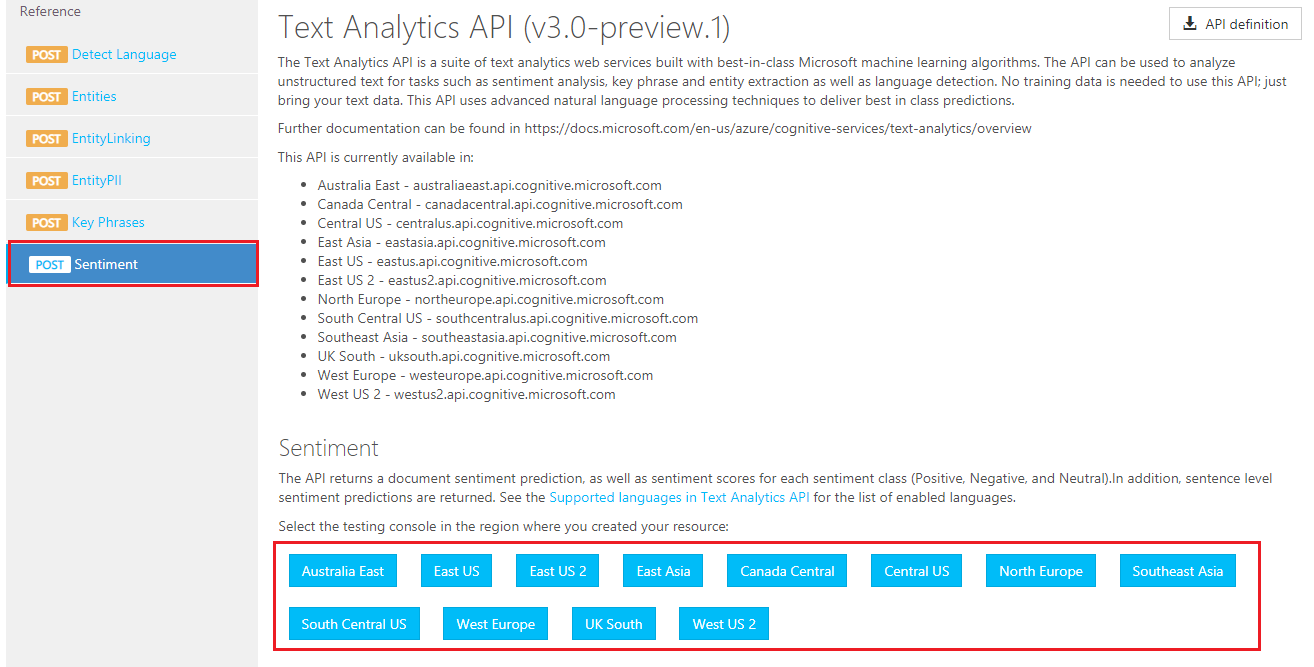 Reference
POST Detect Language
POST Entities
POST EntityLinking
POST EntityPII
POST Key Phrases
POST Sentiment
Text Analytics API (v3.0-preview.1)
API definition
The Text Analytics API is a suite of text analytics web services built with best-in-class Microsoft machine learning algorithms. The API can be used to analyze
unstructured text for tasks such as sentiment analysis, key phrase and entity extraction as well as language detection. No training data is needed to use this API; just
bring your text data. This API uses advanced natural language processing techniques to deliver best in class predictions.
Further documentation can be found in https://docs.microsoft.com/en-us/azure/cognitive-services/text-analytics/overview
This API is currently available in:
• Australia East - australiaeast.api.cognitive.microsoft.com
• Canada Central - canadacentral.api.cognitive.microsoft.com
• Central US - centralus.api.cognitive.microsoft.com
• East Asia - eastasia.api.cognitive.microsoft.com
• East US - eastus.api.cognitive.microsoft.com
• East US 2 - eastus2.api.cognitive.microsoft.com
• North Europe - northeurope.api.cognitive.microsoft.com
• South Central US - southcentralus.api.cognitive.microsoft.com
• Southeast Asia - southeastasia.api.cognitive.microsoft.com
• UK South - uksouth.api.cognitive.microsoft.com
• West Europe - westeurope.api.cognitive.microsoft.com
• West US 2 - westus2.api.cognitive.microsoft.com
Sentiment
The API returns a document sentiment prediction, as well as sentiment scores for each sentiment class (Positive, Negative, and Neutral).In addition, sentence level
sentiment predictions are returned. See the Supported languages in Text Analytics API for the list of enabled languages.
Select the testing console in the region where you created your resource:
Australia East East US East US 2 East Asia Canada Central Central US North Europe Southeast Asia
South Central US West Europe UK South West US 2